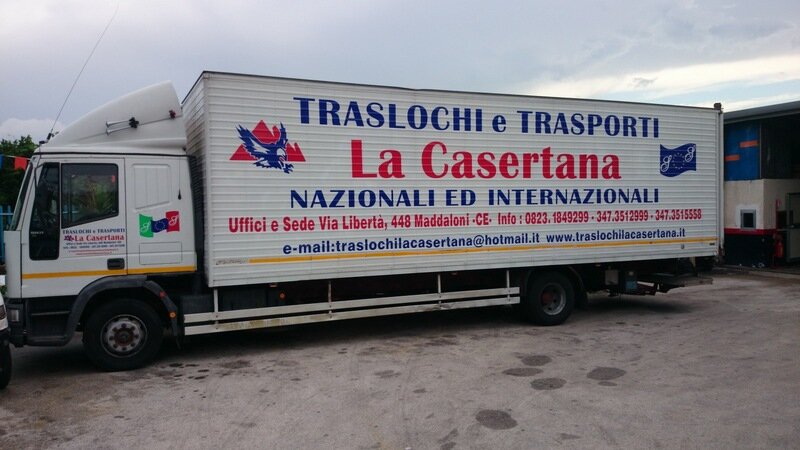 TRASLOCHI e TRASPORTI
La Casertana
NAZIONALI ED INTERNAZIONALI
Uffici e Sede Via Libertà, 448 Maddaloni -CE- Info : 0823.1849299 - 347.3512999 - 347.3515558
e-mail:traslochilacasertana@hotmail.it www.traslochilacasertana.it
TRASLOCHI e TRASPORTI
La Casertana